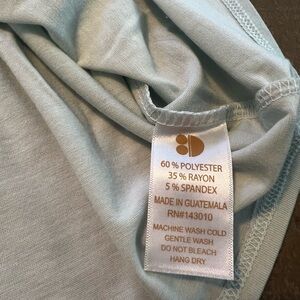 60 % POLYESTER
35 % RAYON
5 % SPANDEX
MADE IN GUATEMALA
RN#143010
MACHINE WASH COLD
GENTLE WASH
DO NOT BLEACH
HANG DRY